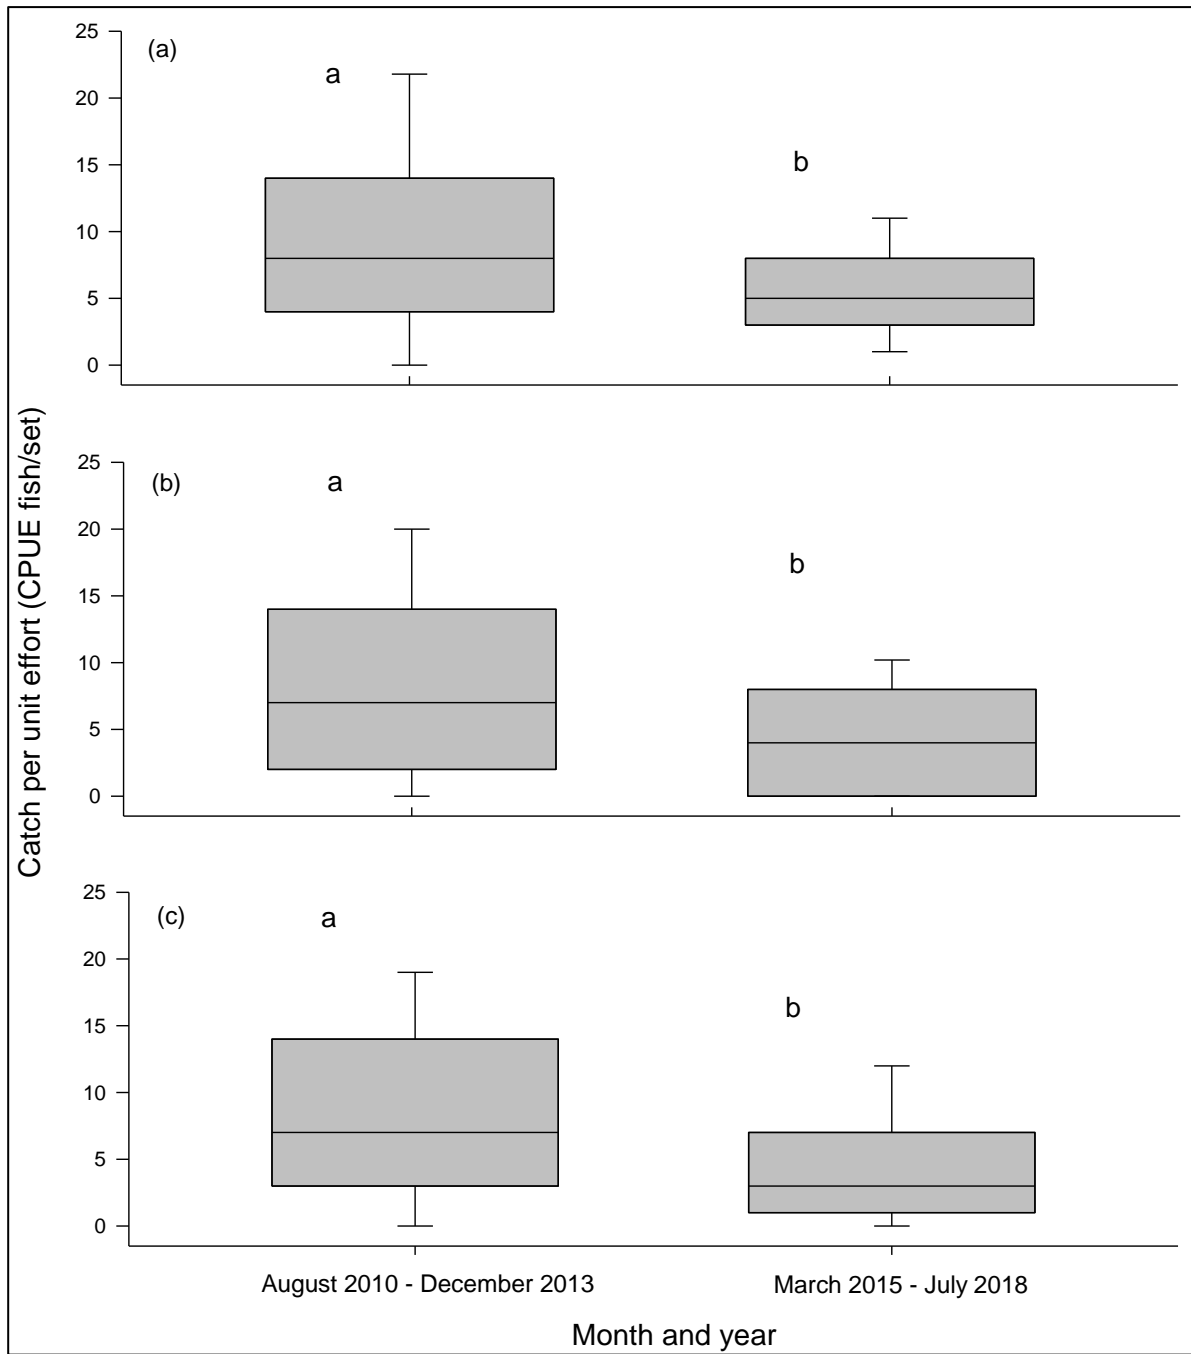 Catch per unit effort (CPUE fish/set)
(a)
a
b
25
20
15
10
5
0
(b)
a
b
25
20
15
10
5
0
(c)
a
b
25
20
15
10
5
0
August 2010 - December 2013
March 2015 - July 2018
Month and year